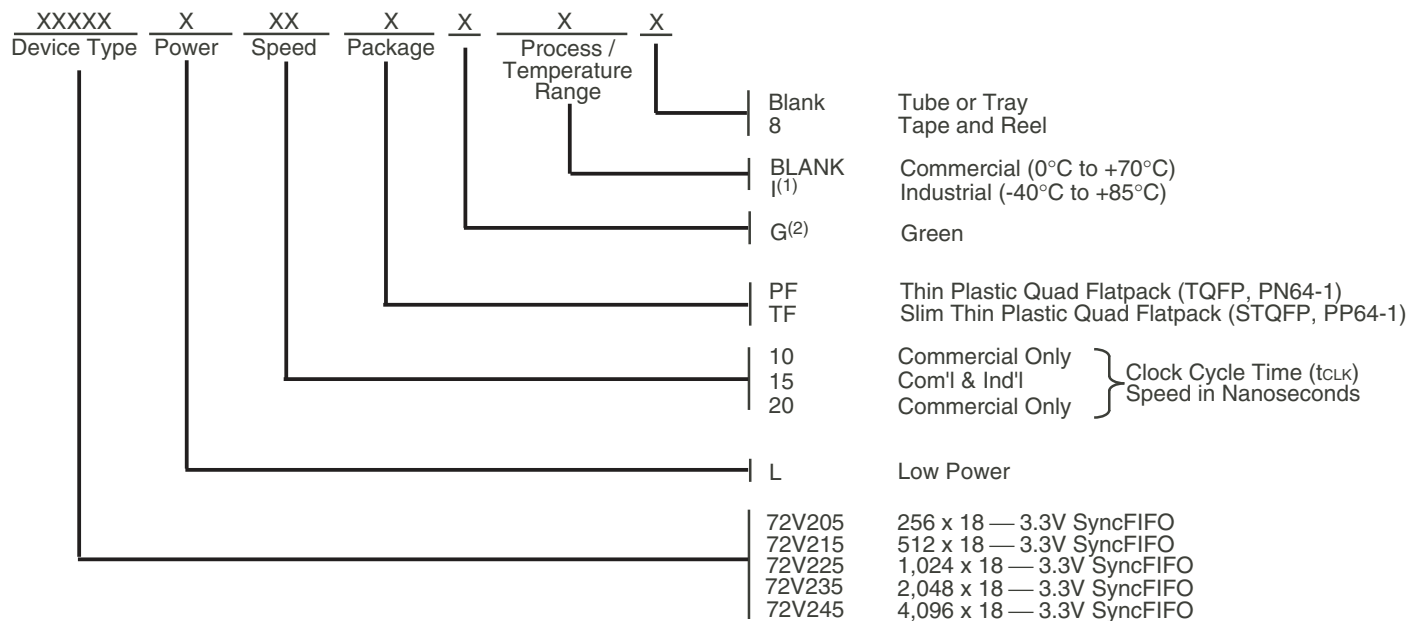 XXXXX X XX X X X X
Device Type Power Speed Package Process /
Temperature
Range
Blank Tube or Tray
8 Tape and Reel
BLANK Commercial (0°C to +70°C)
I(1) Industrial (-40°C to +85°C)
G(2) Green
PF Thin Plastic Quad Flatpack (TQFP, PN64-1)
TF Slim Thin Plastic Quad Flatpack (STQFP, PP64-1)
10 Commercial Only
15 Com'l & Ind'l
20 Commercial Only
Clock Cycle Time (tCLK)
Speed in Nanoseconds
L Low Power
72V205 256 x 18 — 3.3V SyncFIFO
72V215 512 x 18 — 3.3V SyncFIFO
72V225 1,024 x 18 — 3.3V SyncFIFO
72V235 2,048 x 18 — 3.3V SyncFIFO
72V245 4,096 x 18 — 3.3V SyncFIFO